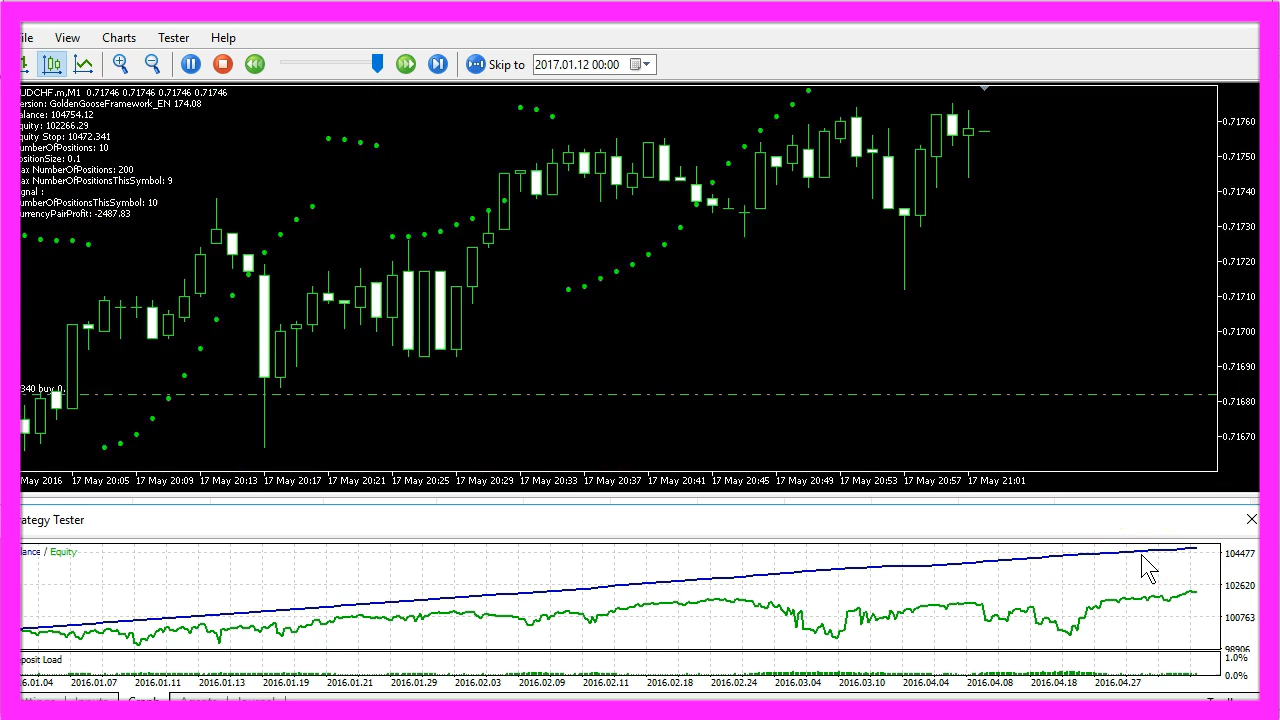 ile View Charts Tester Help
Skip to 2017.01.12 00:00
UDCHF.m,M1 0.71746 0.71746 0.71746 0.71746
ersion: GoldenGooseFramework_EN 174.08
alance: 104754.12
quity: 102266.29
quity Stop: 10472.341
umberOfPositions: 10
ositionSize: 0.1
ax NumberOfPositions: 200
ax NumberOfPositionsThisSymbol: 9
ignal :
umberOfPositionsThisSymbol: 10
urrencyPairProfit: -2487.83
340 buy 0.
0.71760
0.71750
0.71740
0.71730
0.71720
0.71710
0.71700
0.71690
0.71680
0.71670
May 2016 17 May 20:05 17 May 20:09 17 May 20:13 17 May 20:17 17 May 20:21 17 May 20:25 17 May 20:29 17 May 20:33 17 May 20:37 17 May 20:41 17 May 20:45 17 May 20:49 17 May 20:53 17 May 20:57 17 May 21:01
rategy Tester
lance / Equity
104477
102620
100763
98906
posit Load
1.0%
0.0%
6.01.04 2016.01.07 2016.01.11 2016.01.13 2016.01.19 2016.01.21 2016.01.29 2016.02.03 2016.02.09 2016.02.11 2016.02.18 2016.02.24 2016.03.04 2016.03.10 2016.04.04 2016.04.08 2016.04.18 2016.04.27
ttings Inputs Graph Agents Journal